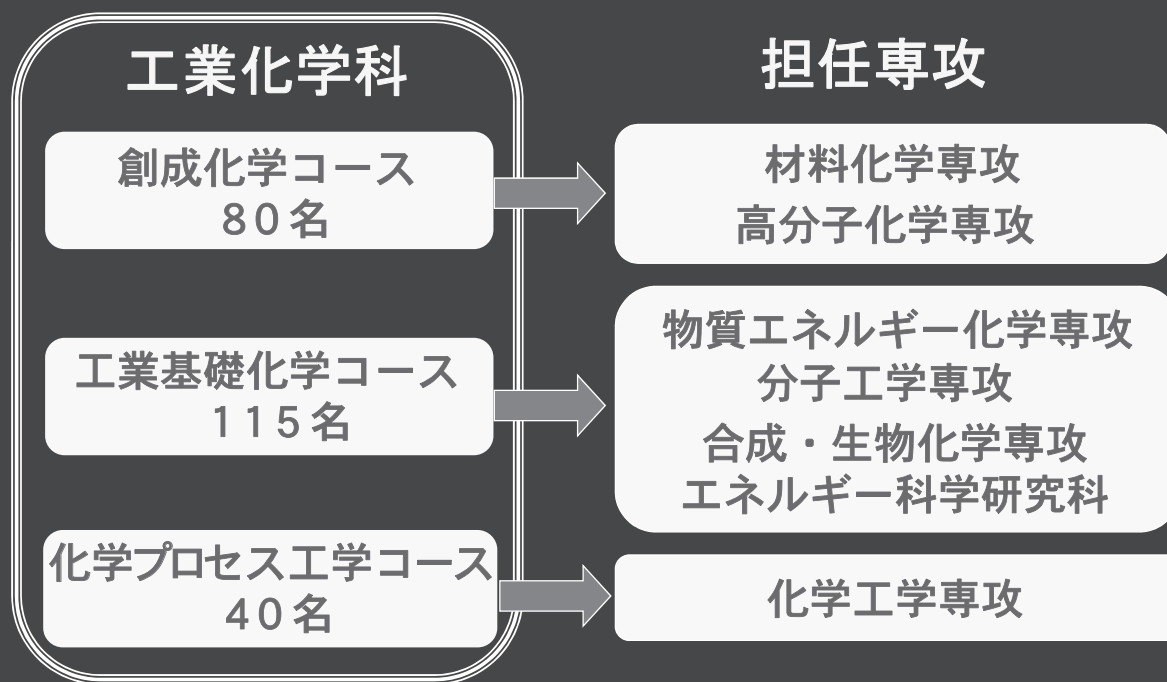 工業化学科
創成化学コース
80名
工業基礎化学コース
115名
化学プロセス工学コース
40名
担任専攻
材料化学専攻
高分子化学専攻
物質エネルギー化学専攻
分子工学専攻
合成・生物化学専攻
エネルギー科学研究科
化学工学専攻